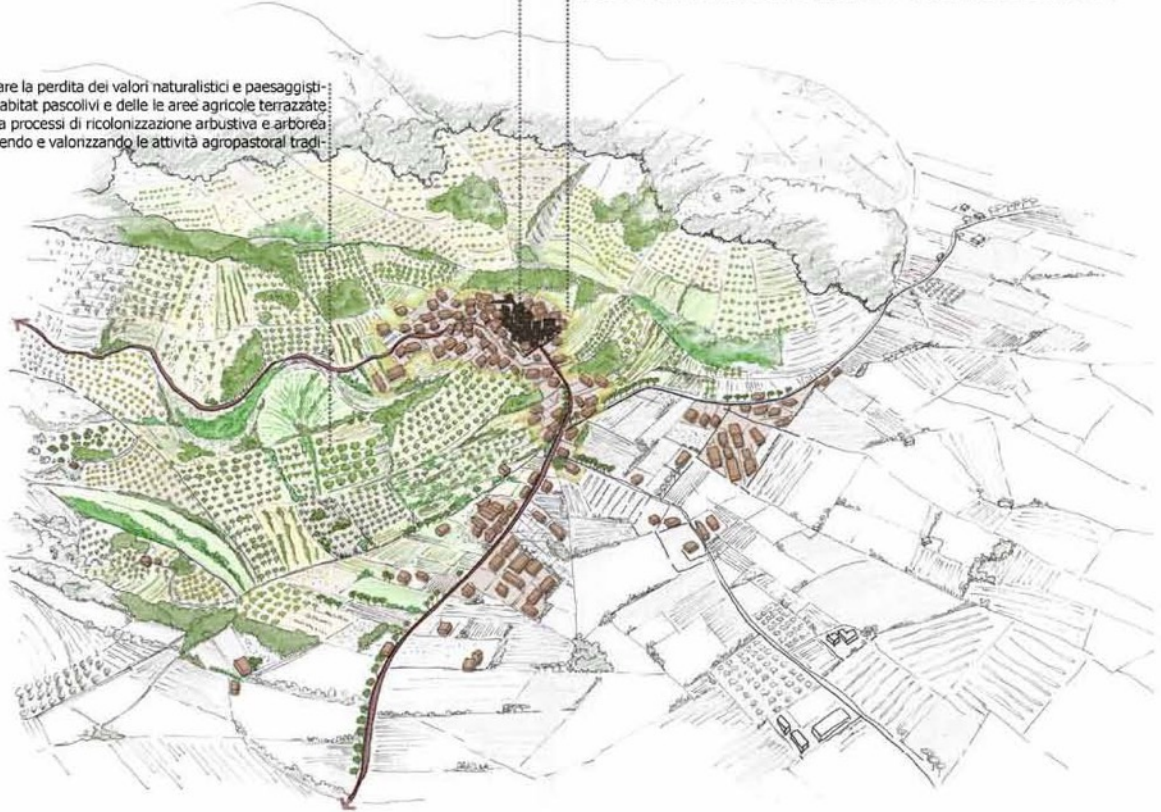 are la perdita dei valori naturalistici e paesaggisti-
abitat pascolivi e delle le aree agricole terrazzate
a processi di ricolonizzazione arbustiva e arborea
endo e valorizzando le attività agropastoral tradi-